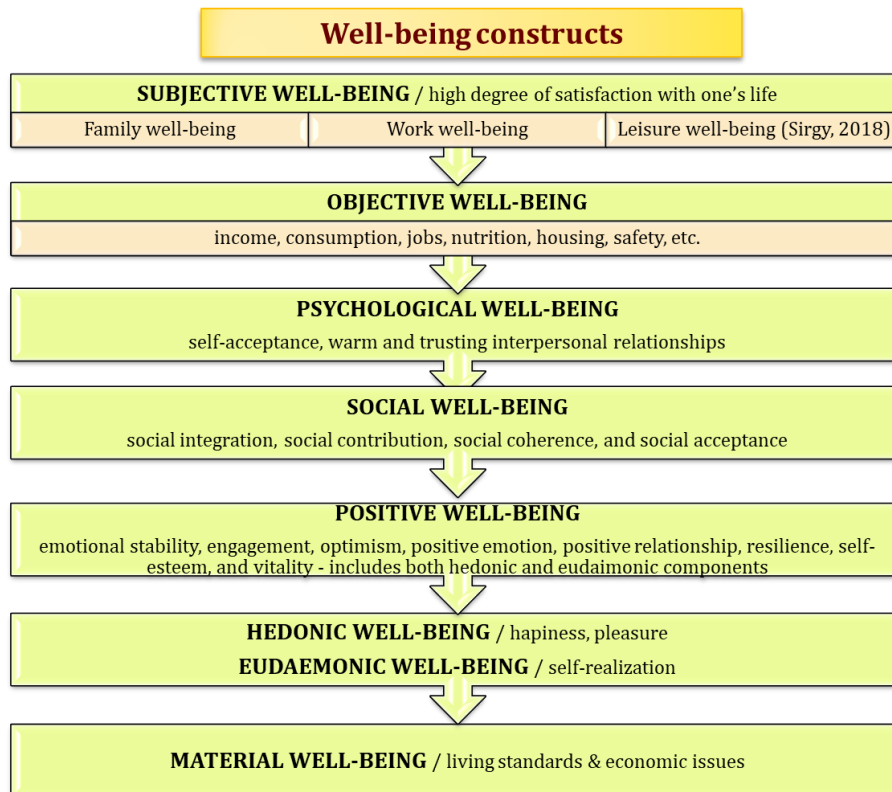 Well-being constructs
SUBJECTIVE WELL-BEING / high degree of satisfaction with one's life
Family well-being
Work well-being
Leisure well-being (Sirgy, 2018)
OBJECTIVE WELL-BEING
income, consumption, jobs, nutrition, housing, safety, etc.
PSYCHOLOGICAL WELL-BEING
self-acceptance, warm and trusting interpersonal relationships
SOCIAL WELL-BEING
social integration, social contribution, social coherence, and social acceptance
POSITIVE WELL-BEING
emotional stability, engagement, optimism, positive emotion, positive relationship, resilience, self-
esteem, and vitality - includes both hedonic and eudaimonic components
HEDONIC WELL-BEING / hapiness, pleasure
EUDAEMONIC WELL-BEING / self-realization
MATERIAL WELL-BEING / living standards & economic issues